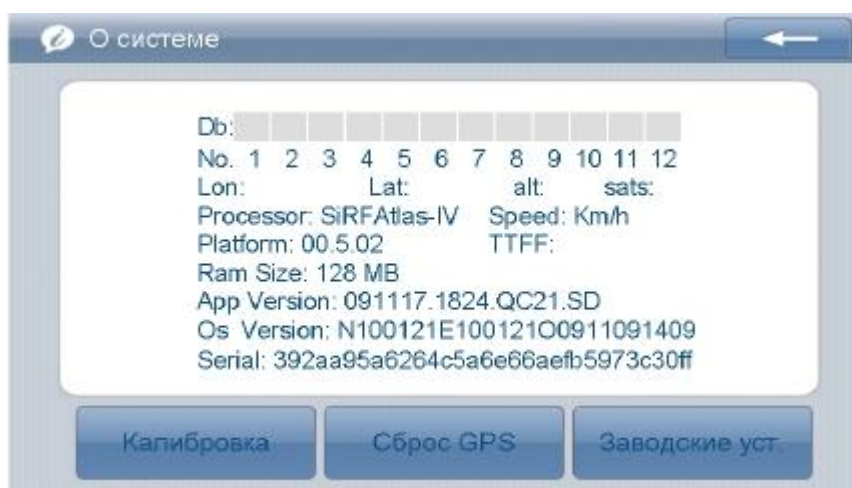 О системе
Db:
No. 1 2 3 4 5 6 7 8 9 10 11 12
Lon: Lat: alt: sats:
Processor: SiRFAtlas-IV Speed: Km/h
Platform: 00.5.02 TTFF:
Ram Size: 128 MB
App Version: 091117.1824.QC21.SD
Os Version: N100121E100121O0911091409
Serial: 392aa95a6264c5a6e66aefb5973c30ff
Калибровка Сброс GPS Заводские уст.